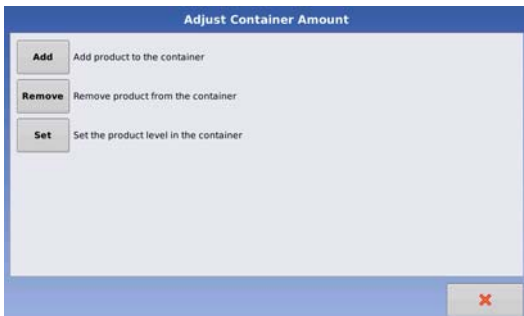 Adjust Container Amount
Add Add product to the container
Remove Remove product from the container
Set Set the product level in the container